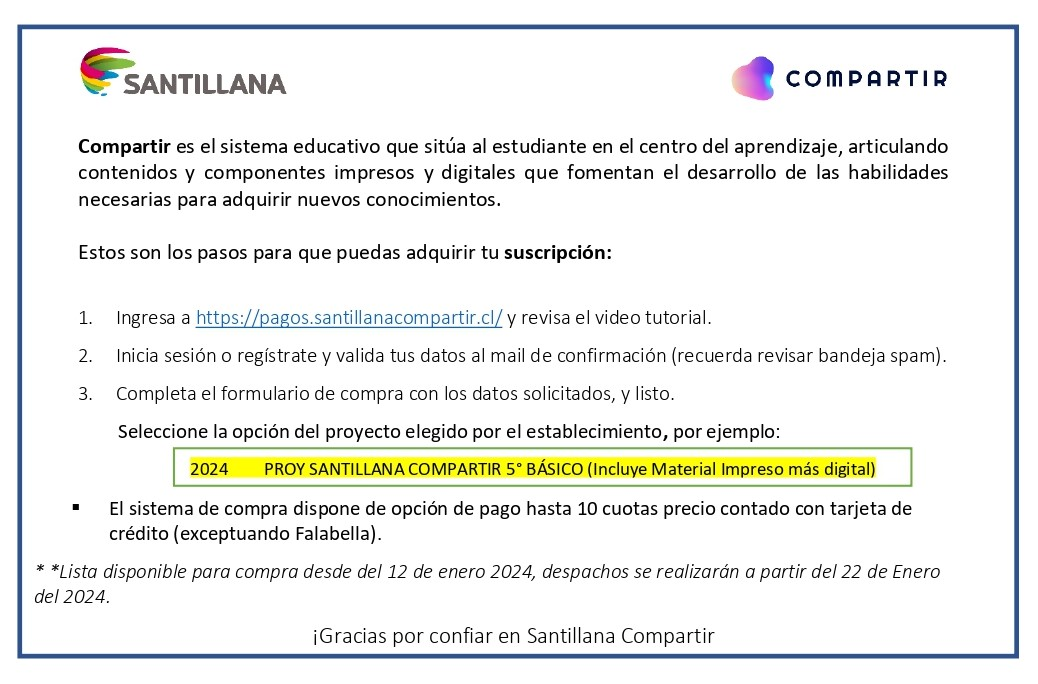 SANTILLANA
COMPARTIR
Compartir es el sistema educativo que sitúa al estudiante en el centro del aprendizaje, articulando
contenidos y componentes impresos y digitales que fomentan el desarrollo de las habilidades
necesarias para adquirir nuevos conocimientos.
Estos son los pasos para que puedas adquirir tu suscripción:
1. Ingresa a https://pagos.santillanacompartir.cl/ y revisa el video tutorial.
2. Inicia sesión o regístrate y valida tus datos al mail de confirmación (recuerda revisar bandeja spam).
3. Completa el formulario de compra con los datos solicitados, y listo.
Seleccione la opción del proyecto elegido por el establecimiento, por ejemplo:
2024 PROY SANTILLANA COMPARTIR 5° BÁSICO (Incluye Material Impreso más digital)
▪ El sistema de compra dispone de opción de pago hasta 10 cuotas precio contado con tarjeta de
crédito (exceptuando Falabella).
* *Lista disponible para compra desde del 12 de enero 2024, despachos se realizarán a partir del 22 de Enero
del 2024.
¡Gracias por confiar en Santillana Compartir